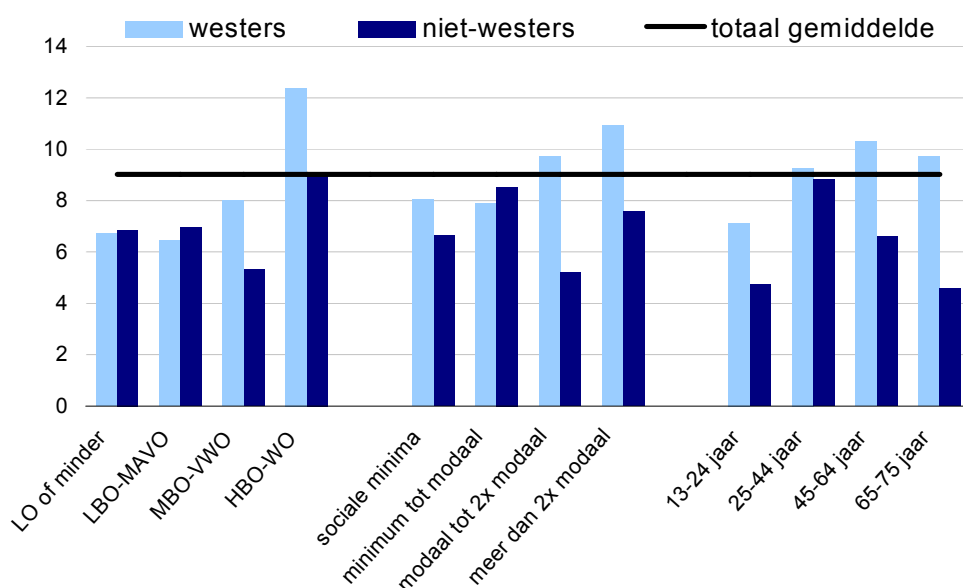 westers niet-westers totaal gemiddelde
14
12
10
8
6
4
2
0
LO of minder
LBO-MAVO
MBO-VWO
HBO-WO
sociale minima
minimum tot modaal
modaal tot 2x modaal
meer dan 2x modaal
13-24 jaar
25-44 jaar
45-64 jaar
65-75 jaar